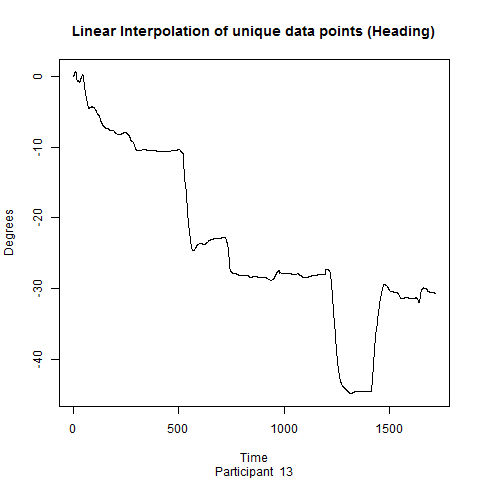 Linear Interpolation of unique data points (Heading)
Degrees
0
-10
-20
-30
-40
0 500 1000 1500
Time
Participant 13